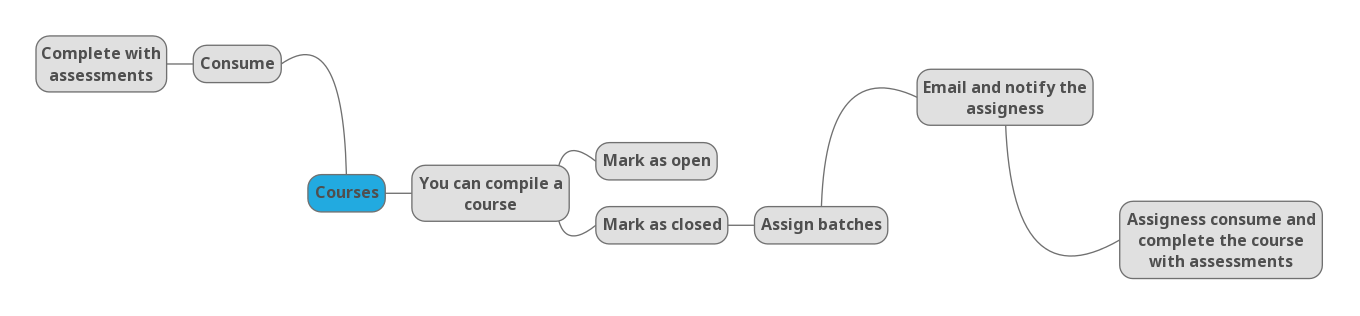 Complete with
assessments
Consume
Courses
You can compile a
course
Mark as open
Mark as closed
Assign batches
Email and notify the
assigness
Assigness consume and
complete the course
with assessments